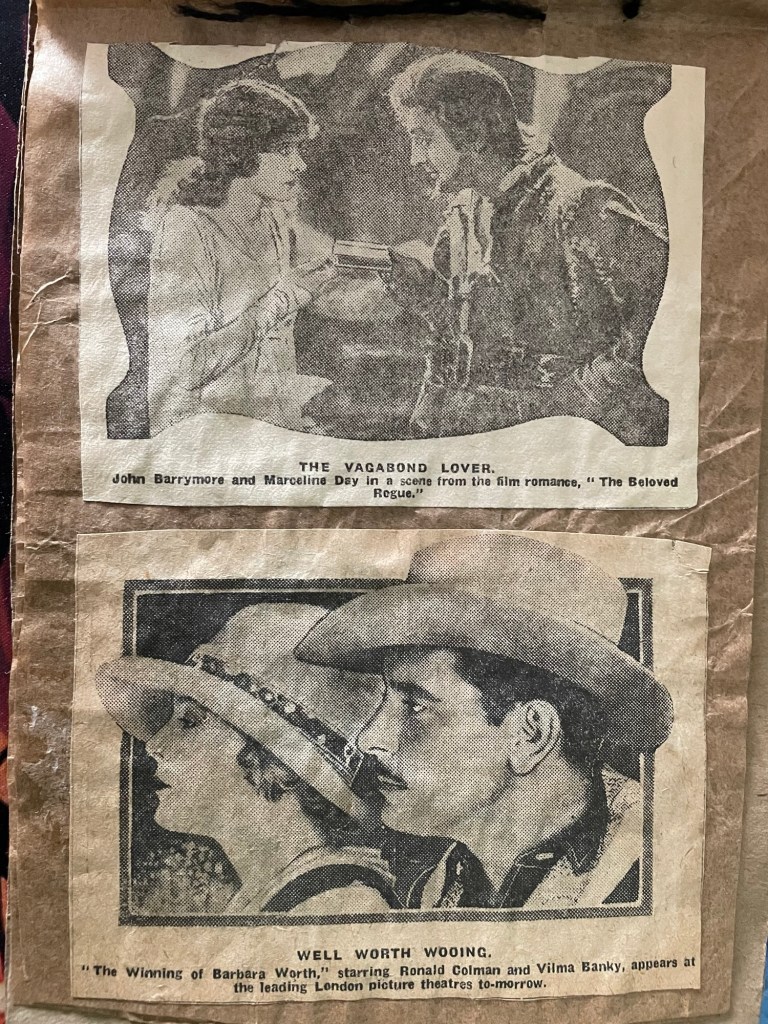 THE VAGABOND LOVER.
John Barrymore and Marceline Day in a scene from the film romance, " The Beloved
Rogue."
WELL WORTH WOOING.
"The Winning of Barbara Worth," starring Ronald Colman and Vilma Banky, appears at
the leading London picture theatres to-morrow.